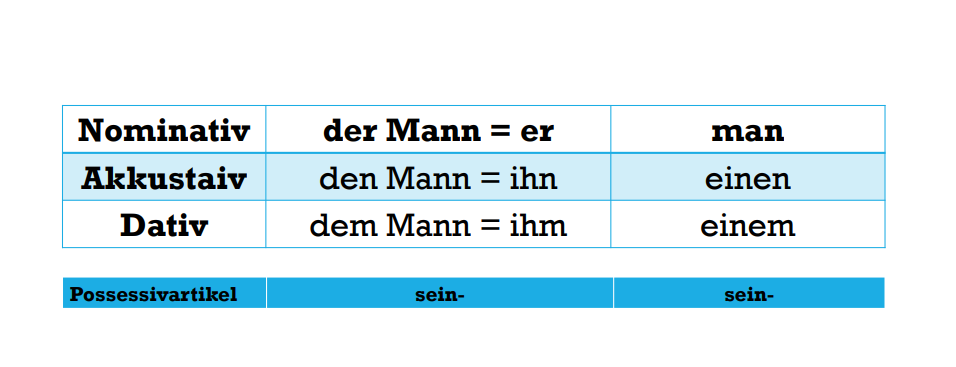 Nominativ der Mann = er man
Akkustaiv den Mann = ihn einen
Dativ dem Mann = ihm einem
Possessivartikel sein- sein-